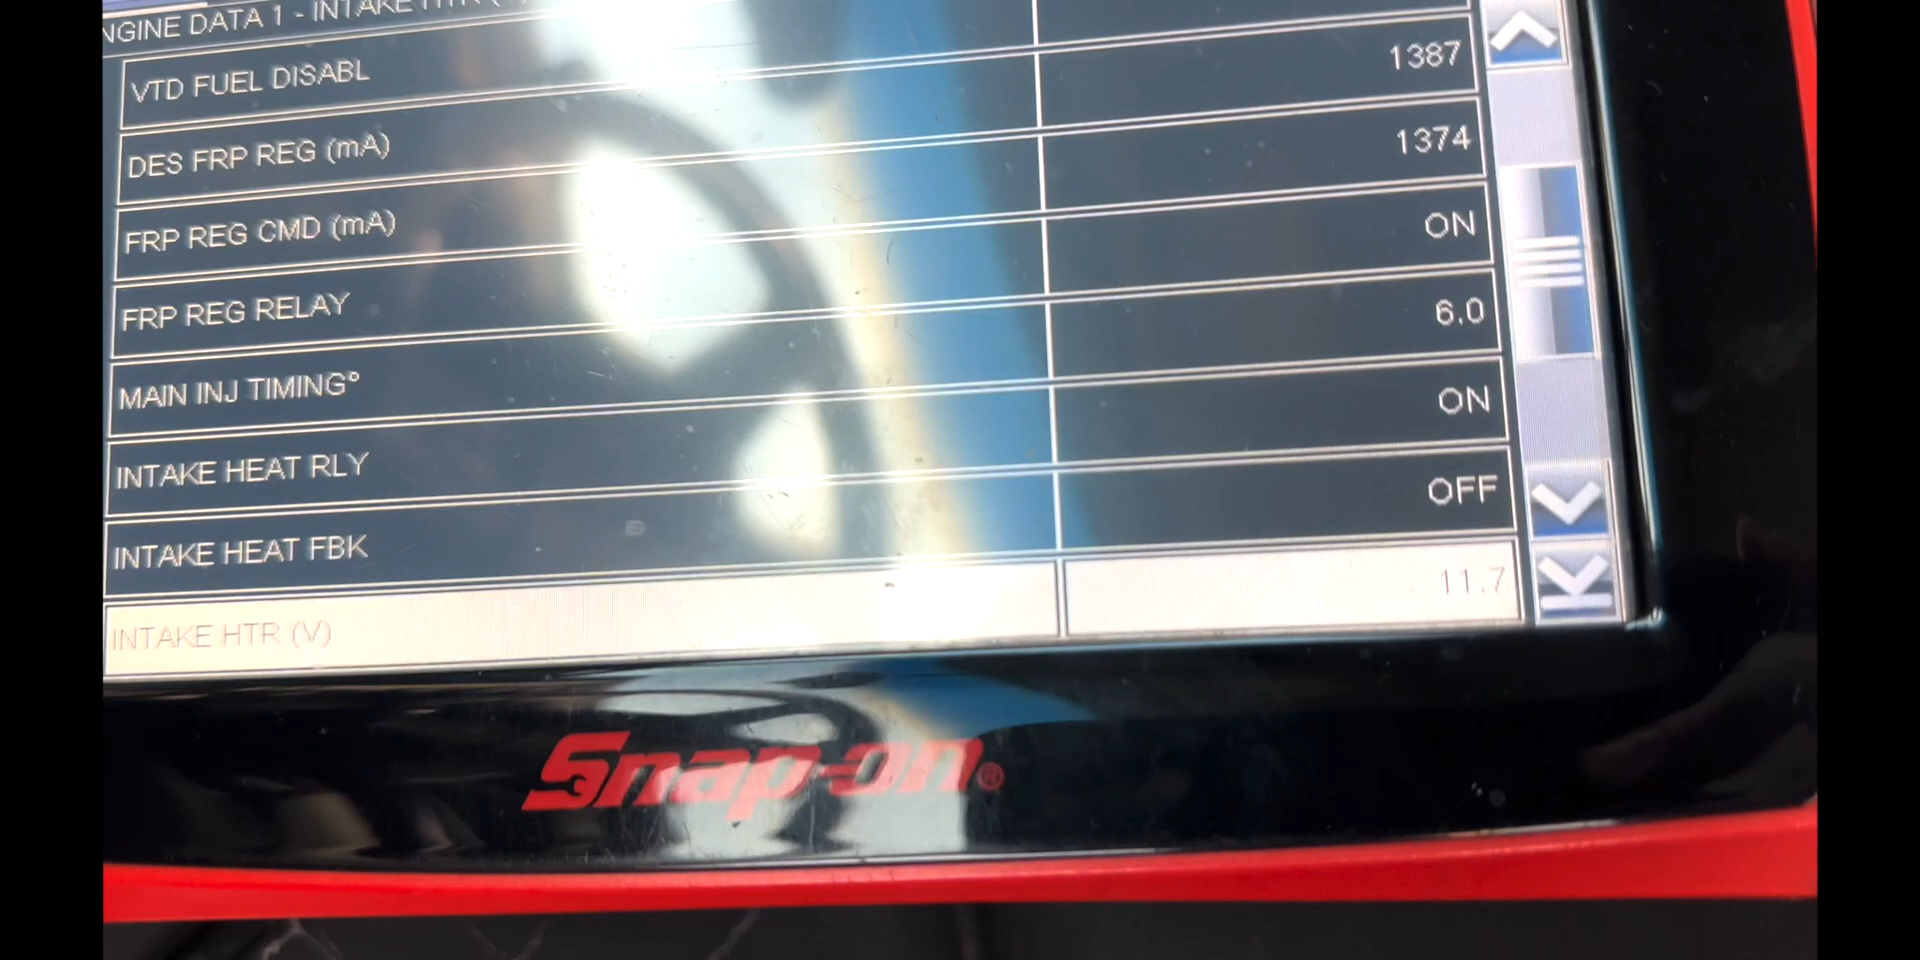 NGINE DATA 1 - INTAKE HTR (
VTD FUEL DISABL
DES FRP REG (mA) 1387
FRP REG CMD (mA) 1374
FRP REG RELAY ON
MAIN INJ TIMING° 6.0
INTAKE HEAT RLY ON
INTAKE HEAT FBK OFF
INTAKE HTR (V) 11.7
Snap-on®